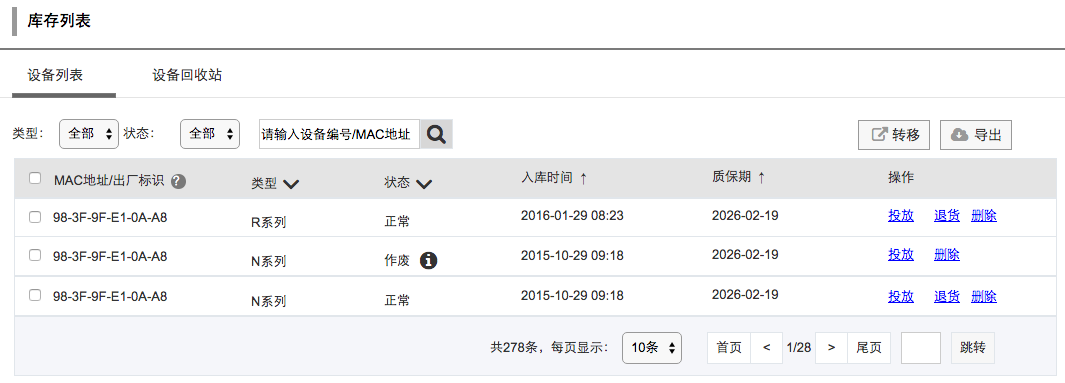 库存列表
设备列表 设备回收站
类型: 全部 状态: 全部 请输入设备编号/MAC地址 转移 导出
MAC地址/出厂标识 ? 类型 状态 入库时间 ↑ 质保期 ↑ 操作
98-3F-9F-E1-0A-A8 R系列 正常 2016-01-29 08:23 2026-02-19 投放 退货 删除
98-3F-9F-E1-0A-A8 N系列 作废 2015-10-29 09:18 2026-02-19 投放 删除
98-3F-9F-E1-0A-A8 N系列 正常 2015-10-29 09:18 2026-02-19 投放 退货 删除
共278条，每页显示: 10条 首页 < 1/28 > 尾页 跳转